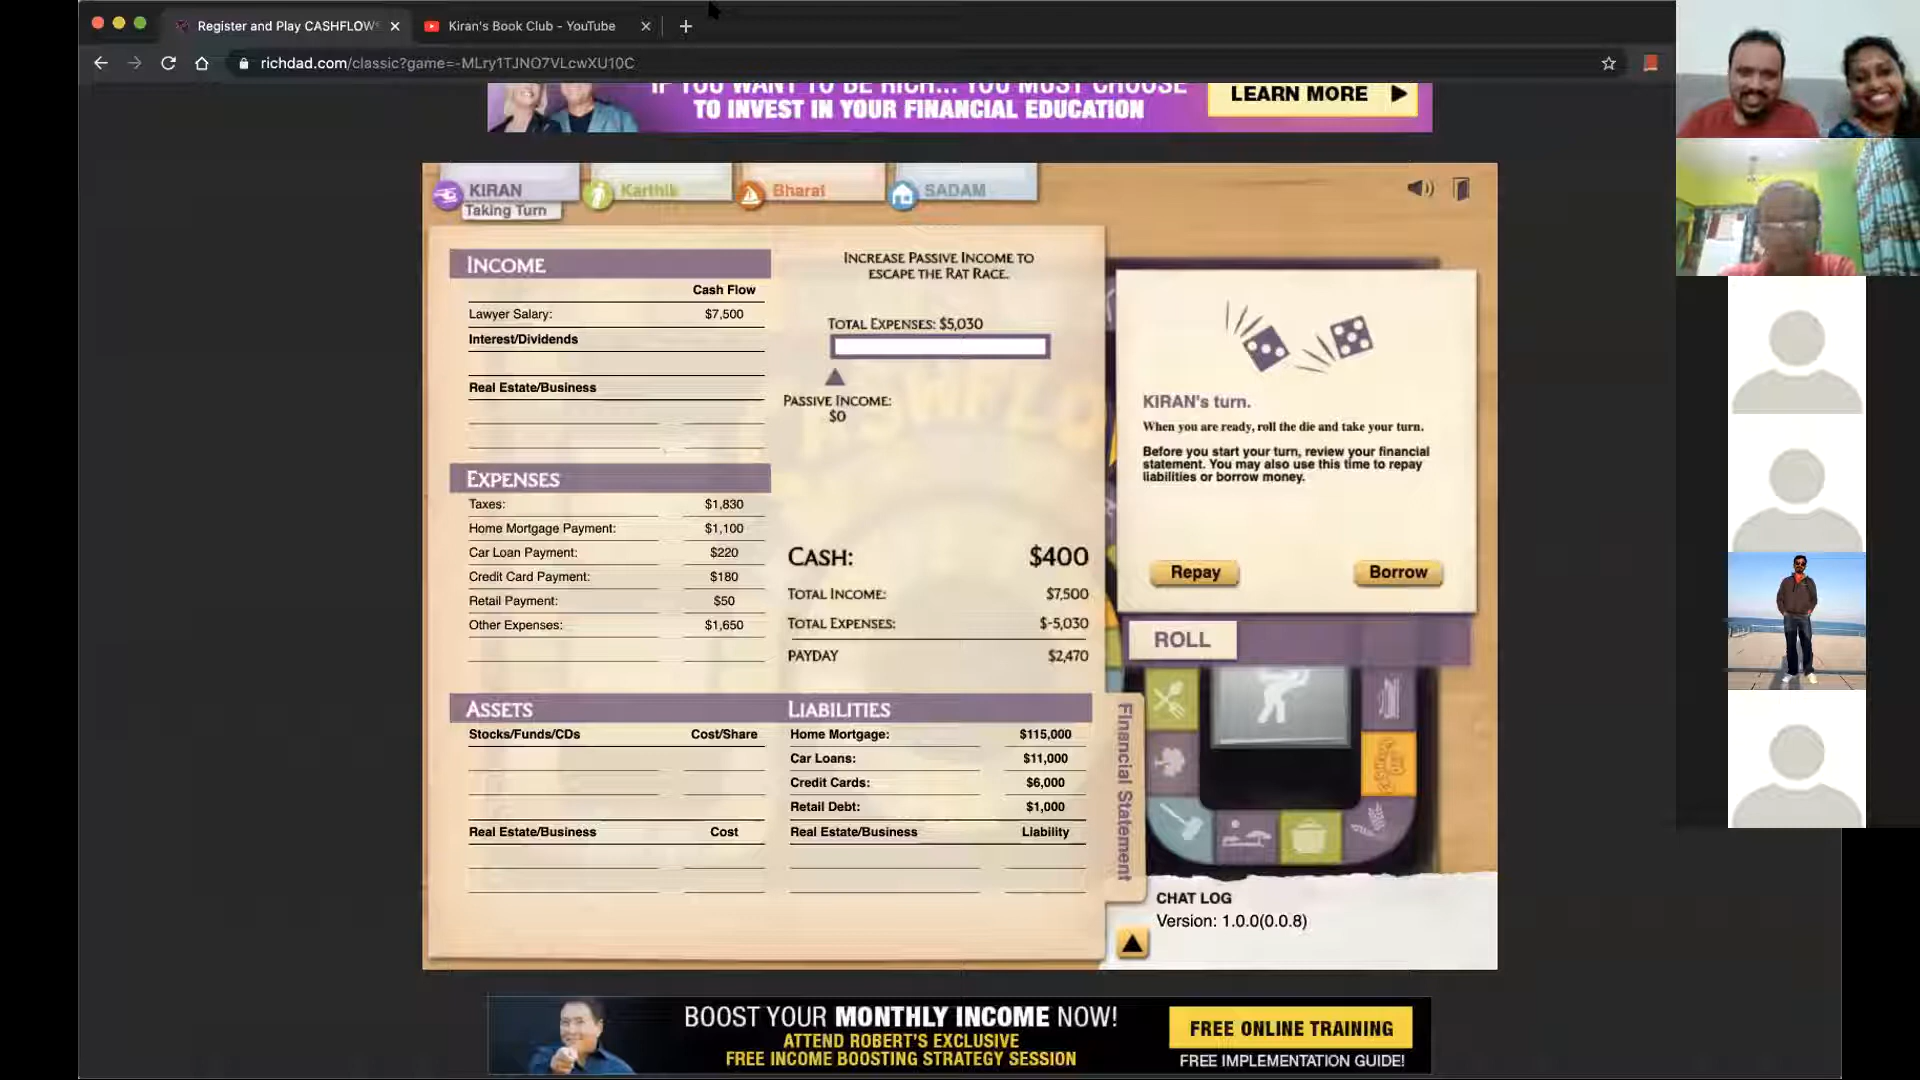 Register and Play CASHFLOW
Kiran's Book Club - YouTube
richdad.com/classic?game=-MLry1TJNO7VLcwXU10C
IF YOU WANT TO BE RICH... YOU MUST CHOOSE
TO INVEST IN YOUR FINANCIAL EDUCATION
LEARN MORE
KIRAN
Taking Turn
Karthik
Bharat
SADAM
INCOME
Cash Flow
Lawyer Salary: $7,500
Interest/Dividends
Real Estate/Business
INCREASE PASSIVE INCOME TO
ESCAPE THE RAT RACE.
TOTAL EXPENSES: $5,030
PASSIVE INCOME:
$0
EXPENSES
Taxes: $1,830
Home Mortgage Payment: $1,100
Car Loan Payment: $220
Credit Card Payment: $180
Retail Payment: $50
Other Expenses: $1,650
CASH: $400
TOTAL INCOME: $7,500
TOTAL EXPENSES: $-5,030
PAYDAY $2,470
ASSETS
Stocks/Funds/CDs Cost/Share
Real Estate/Business Cost
LIABILITIES
Home Mortgage: $115,000
Car Loans: $11,000
Credit Cards: $6,000
Retail Debt: $1,000
Real Estate/Business Liability
Financial Statement
KIRAN's turn.
When you are ready, roll the die and take your turn.
Before you start your turn, review your financial
statement. You may also use this time to repay
liabilities or borrow money.
Repay
Borrow
ROLL
CHAT LOG
Version: 1.0.0(0.0.8)
BOOST YOUR MONTHLY INCOME NOW!
ATTEND ROBERT'S EXCLUSIVE
FREE INCOME BOOSTING STRATEGY SESSION
FREE ONLINE TRAINING
FREE IMPLEMENTATION GUIDE!